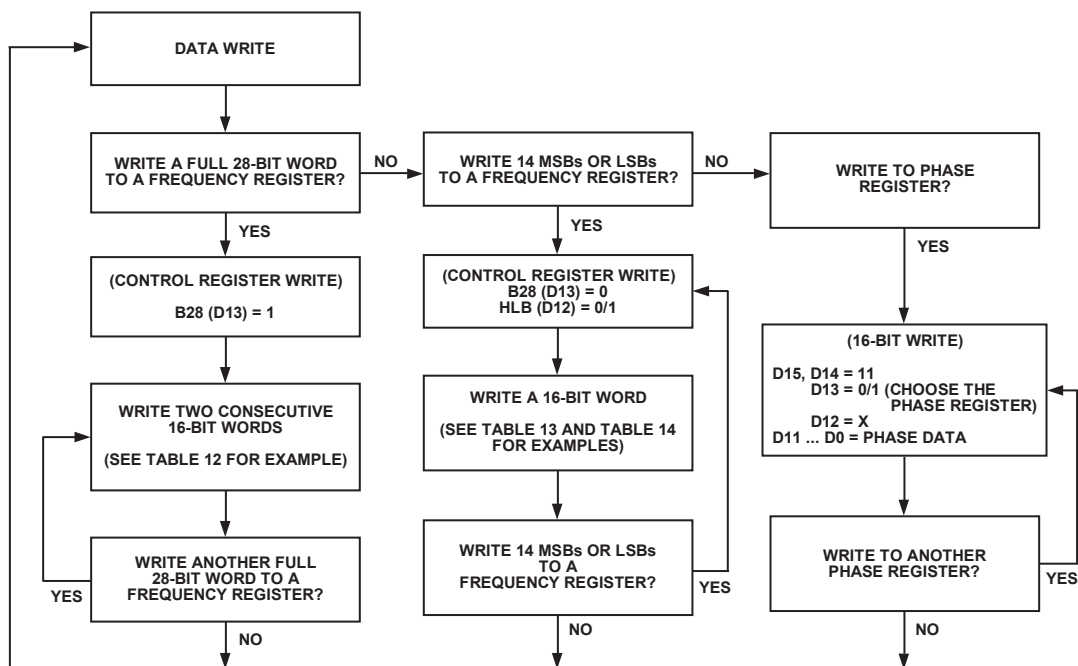 DATA WRITE
WRITE A FULL 28-BIT WORD
TO A FREQUENCY REGISTER?
NO
WRITE 14 MSBs OR LSBs
TO A FREQUENCY REGISTER?
NO
WRITE TO PHASE
REGISTER?
YES
YES
YES
(CONTROL REGISTER WRITE)
B28 (D13) = 1
(CONTROL REGISTER WRITE)
B28 (D13) = 0
HLB (D12) = 0/1
(16-BIT WRITE)
D15, D14 = 11
D13 = 0/1 (CHOOSE THE
PHASE REGISTER)
D12 = X
D11 ... D0 = PHASE DATA
WRITE TWO CONSECUTIVE
16-BIT WORDS
(SEE TABLE 12 FOR EXAMPLE)
WRITE A 16-BIT WORD
(SEE TABLE 13 AND TABLE 14
FOR EXAMPLES)
WRITE ANOTHER FULL
28-BIT WORD TO A
FREQUENCY REGISTER?
YES
NO
WRITE 14 MSBs OR LSBs
TO A
FREQUENCY REGISTER?
YES
NO
WRITE TO ANOTHER
PHASE REGISTER?
YES
NO